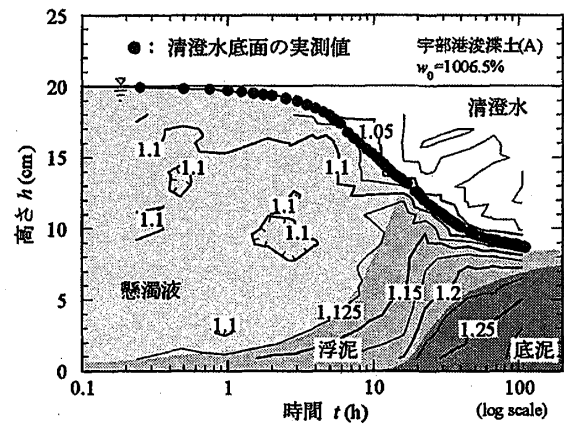 ●：清澄水底面の実測値
宇部港浚深土(A)
w₀=1006.5%
清澄水
高さ h (cm)
20
15
10
5
0
1.05
1.1
1.1
1.1
1.1
1.1
1.1
1.1
1.125
1.15
1.2
1.25
懸濁液
浮泥
底泥
0.1
1
10
100
時間 t (h)
(log scale)